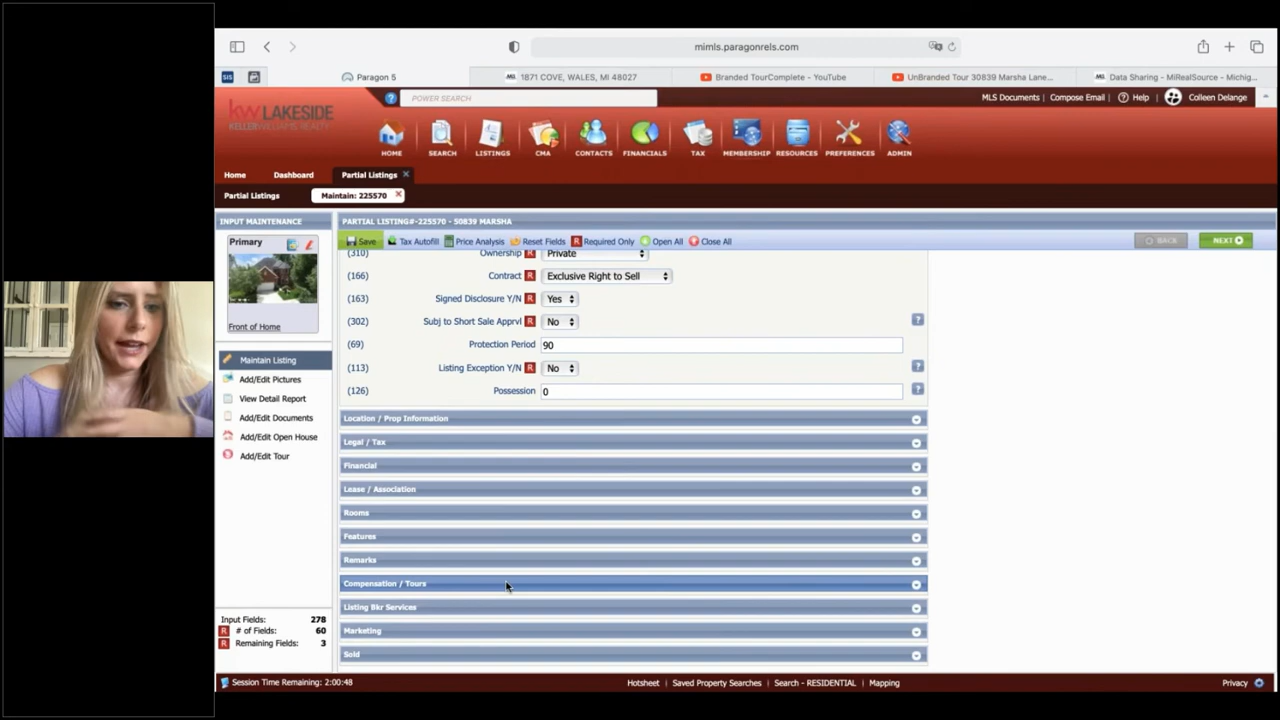 mimls.paragonrels.com
SIS
Paragon 5
1871 COVE, WALES, MI 48027
Branded TourComplete - YouTube
UnBranded Tour 30839 Marsha Lane...
Data Sharing - MiRealSource - Michig...
kw LAKESIDE
KELLERWILLIAMS REALTY
POWER SEARCH
MLS Documents
Compose Email
Help
Colleen Delange
HOME
SEARCH
LISTINGS
CMA
CONTACTS
FINANCIALS
TAX
MEMBERSHIP
RESOURCES
PREFERENCES
ADMIN
Home
Dashboard
Partial Listings
Partial Listings
Maintain: 225570
INPUT MAINTENANCE
PARTIAL LISTING#-225570 - 50839 MARSHA
Primary
Front of Home
Save
Tax Autofill
Price Analysis
Reset Fields
R Required Only
Open All
Close All
BACK
NEXT
(310) Ownership R Private
(166) Contract R Exclusive Right to Sell
(163) Signed Disclosure Y/N R Yes
(302) Subj to Short Sale Apprvl R No ?
(69) Protection Period 90
(113) Listing Exception Y/N R No ?
(126) Possession 0 ?
Maintain Listing
Add/Edit Pictures
View Detail Report
Add/Edit Documents
Add/Edit Open House
Add/Edit Tour
Location / Prop Information
Legal / Tax
Financial
Lease / Association
Rooms
Features
Remarks
Compensation / Tours
Listing Bkr Services
Marketing
Sold
Input Fields: 278
R # of Fields: 60
R Remaining Fields: 3
Session Time Remaining: 2:00:48
Hotsheet
Saved Property Searches
Search - RESIDENTIAL
Mapping
Privacy